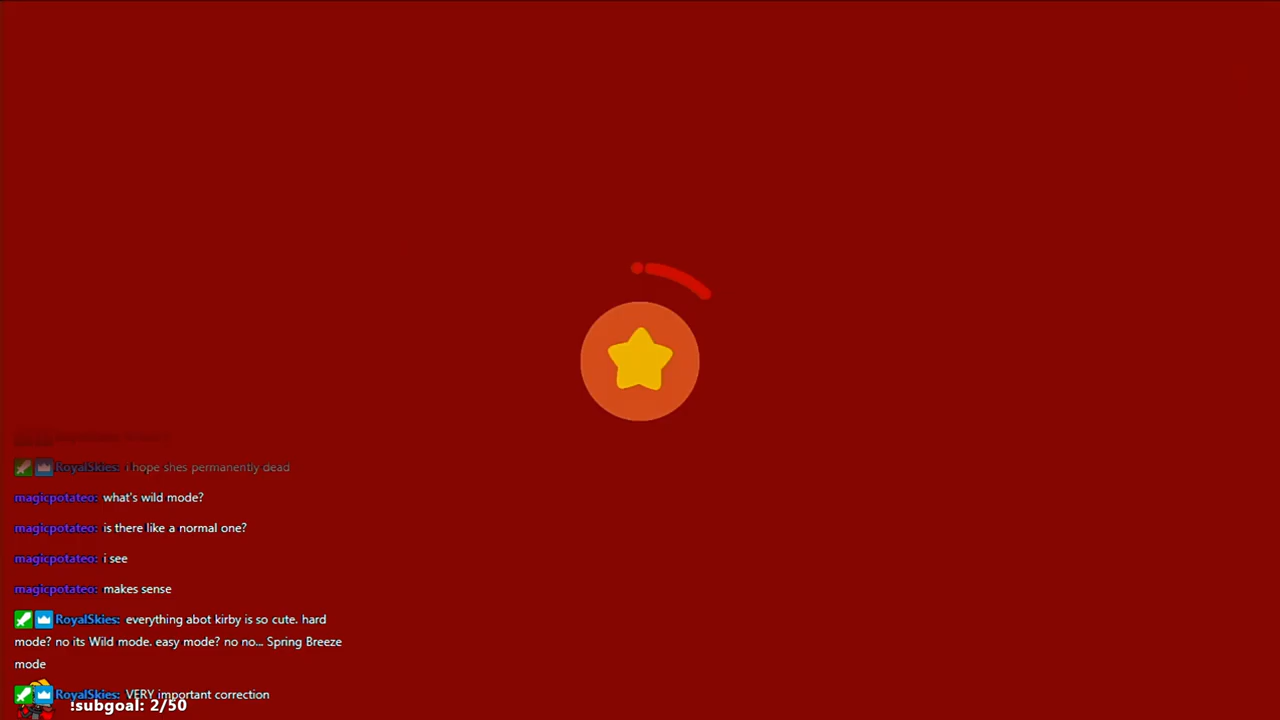 RoyalSkies: i hope shes permanently dead
magicpotateo: what's wild mode?
magicpotateo: is there like a normal one?
magicpotateo: i see
magicpotateo: makes sense
RoyalSkies: everything abot kirby is so cute. hard
mode? no its Wild mode. easy mode? no no... Spring Breeze
mode
RoyalSkies: VERY important correction
!subgoal: 2/50